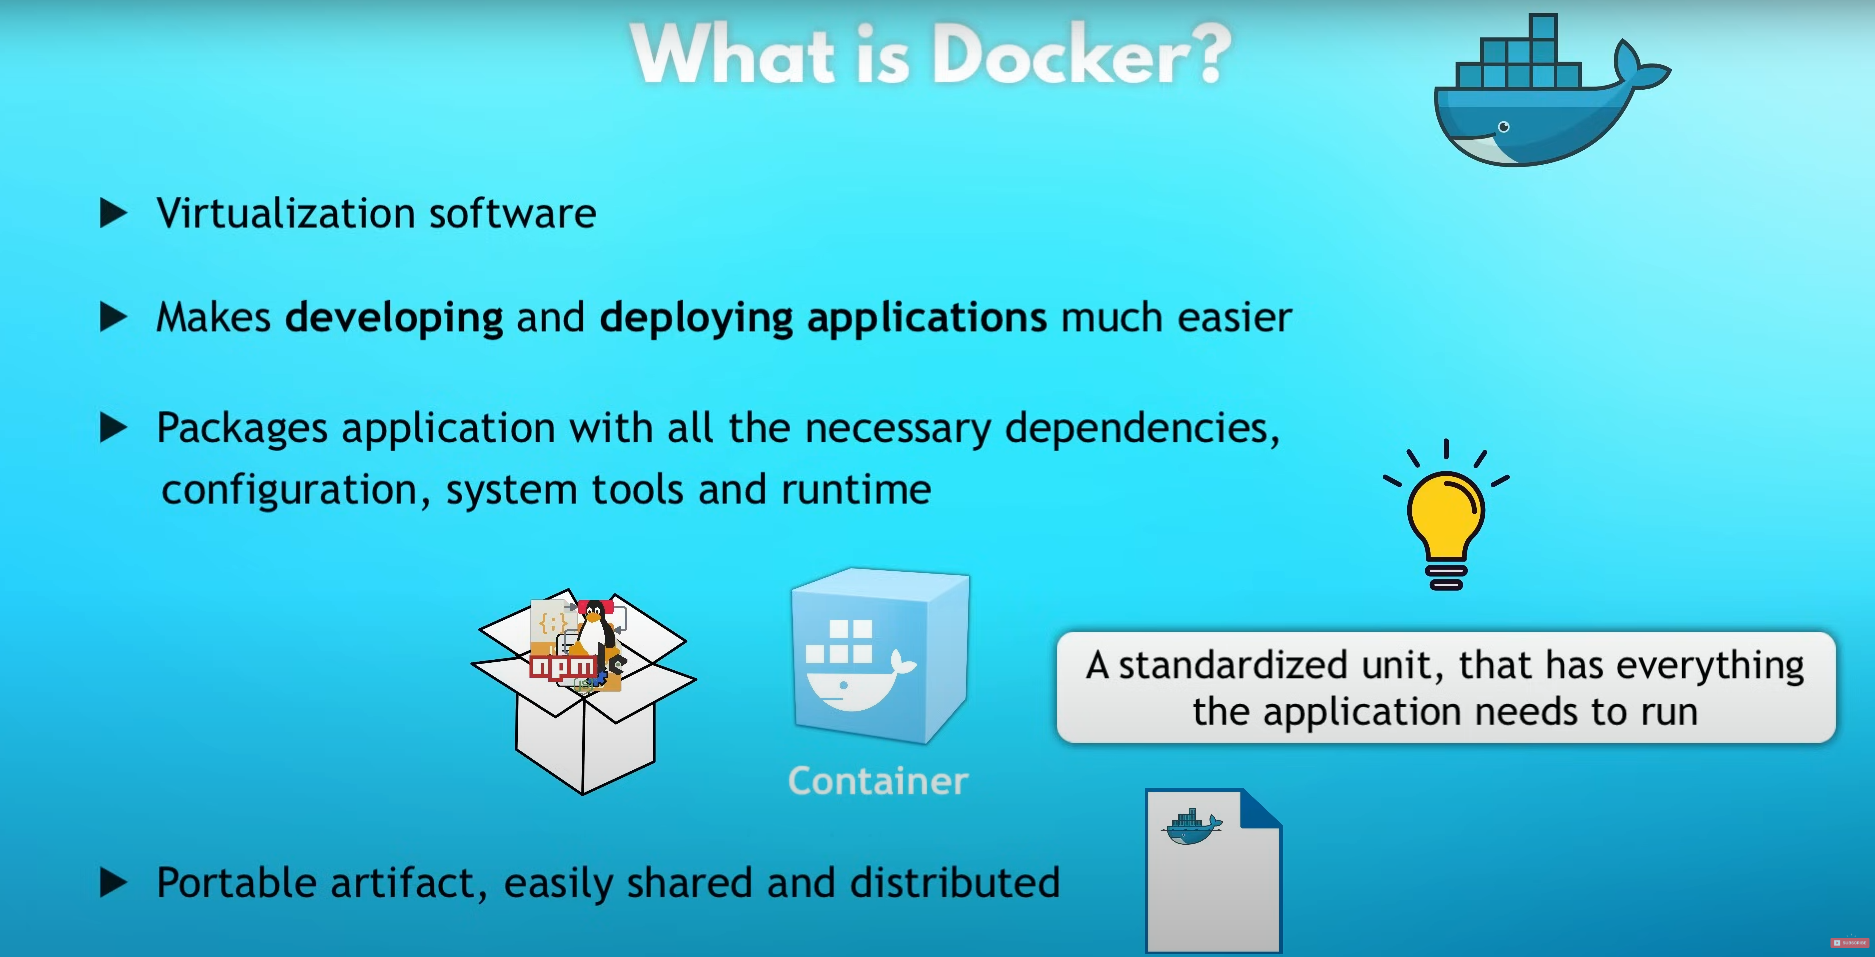 What is Docker?
Virtualization software
Makes developing and deploying applications much easier
Packages application with all the necessary dependencies,
configuration, system tools and runtime
{;}
npm
A standardized unit, that has everything
the application needs to run
Container
Portable artifact, easily shared and distributed
SUBSCRIBE